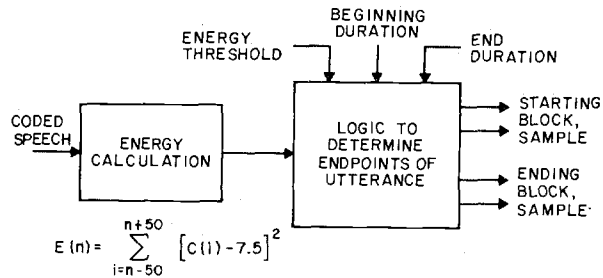 BEGINNING
DURATION
ENERGY
THRESHOLD
END
DURATION
CODED
SPEECH
ENERGY
CALCULATION
LOGIC TO
DETERMINE
ENDPOINTS OF
UTTERANCE
STARTING
BLOCK,
SAMPLE
ENDING
BLOCK,
SAMPLE
E(n) = n+50 ∑ i=n-50 [C(i)-7.5]²